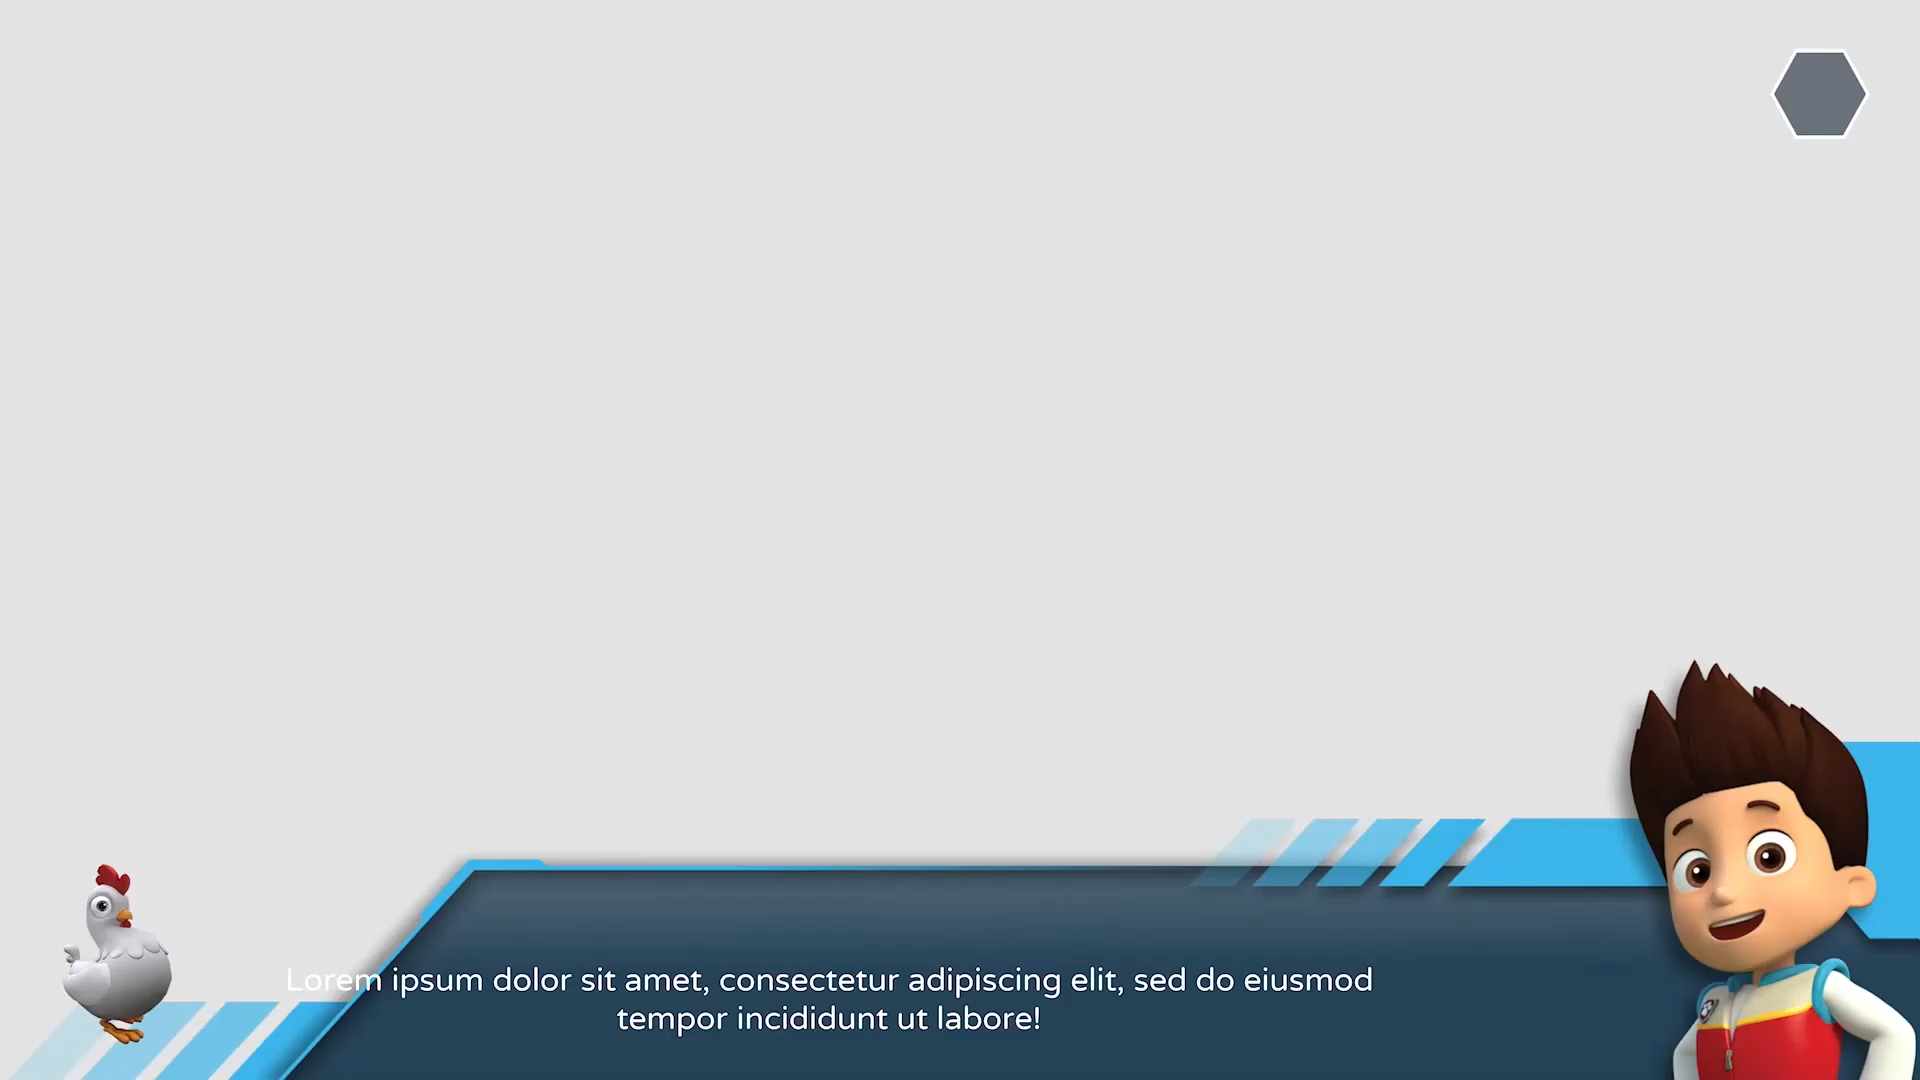 Lorem ipsum dolor sit amet, consectetur adipiscing elit, sed do eiusmod
tempor incididunt ut labore!